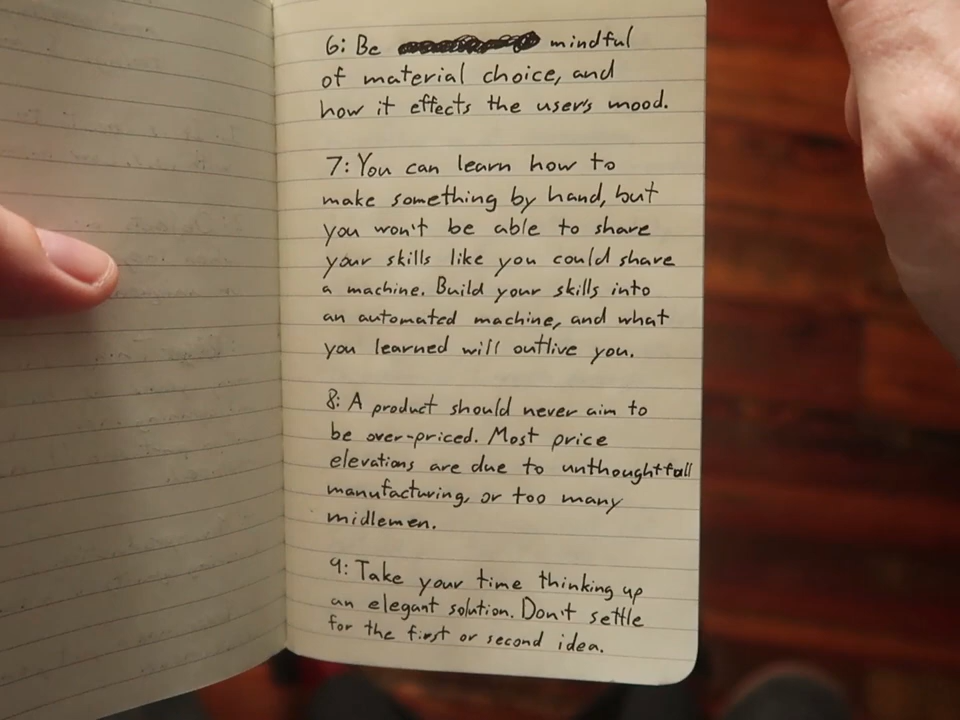 6: Be mindful
of material choice, and
how it effects the user's mood.
7: You can learn how to
make something by hand, but
you won't be able to share
your skills like you could share
a machine. Build your skills into
an automated machine, and what
you learned will outlive you.
8: A product should never aim to
be over-priced. Most price
elevations are due to unthoughtfull
manufacturing, or too many
midlemen.
9: Take your time thinking up
an elegant solution. Don't settle
for the first or second idea.